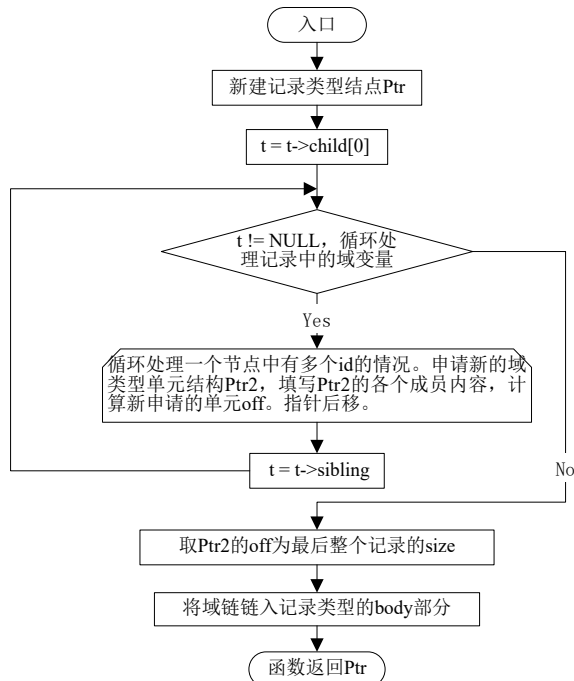 入口
新建记录类型结点Ptr
t = t->child[0]
t != NULL，循环处
理记录中的域变量
Yes
循环处理一个节点中有多个id的情况。申请新的域
类型单元结构Ptr2，填写Ptr2的各个成员内容，计
算新申请的单元off。指针后移。
t = t->sibling
No
取Ptr2的off为最后整个记录的size
将域链链入记录类型的body部分
函数返回Ptr